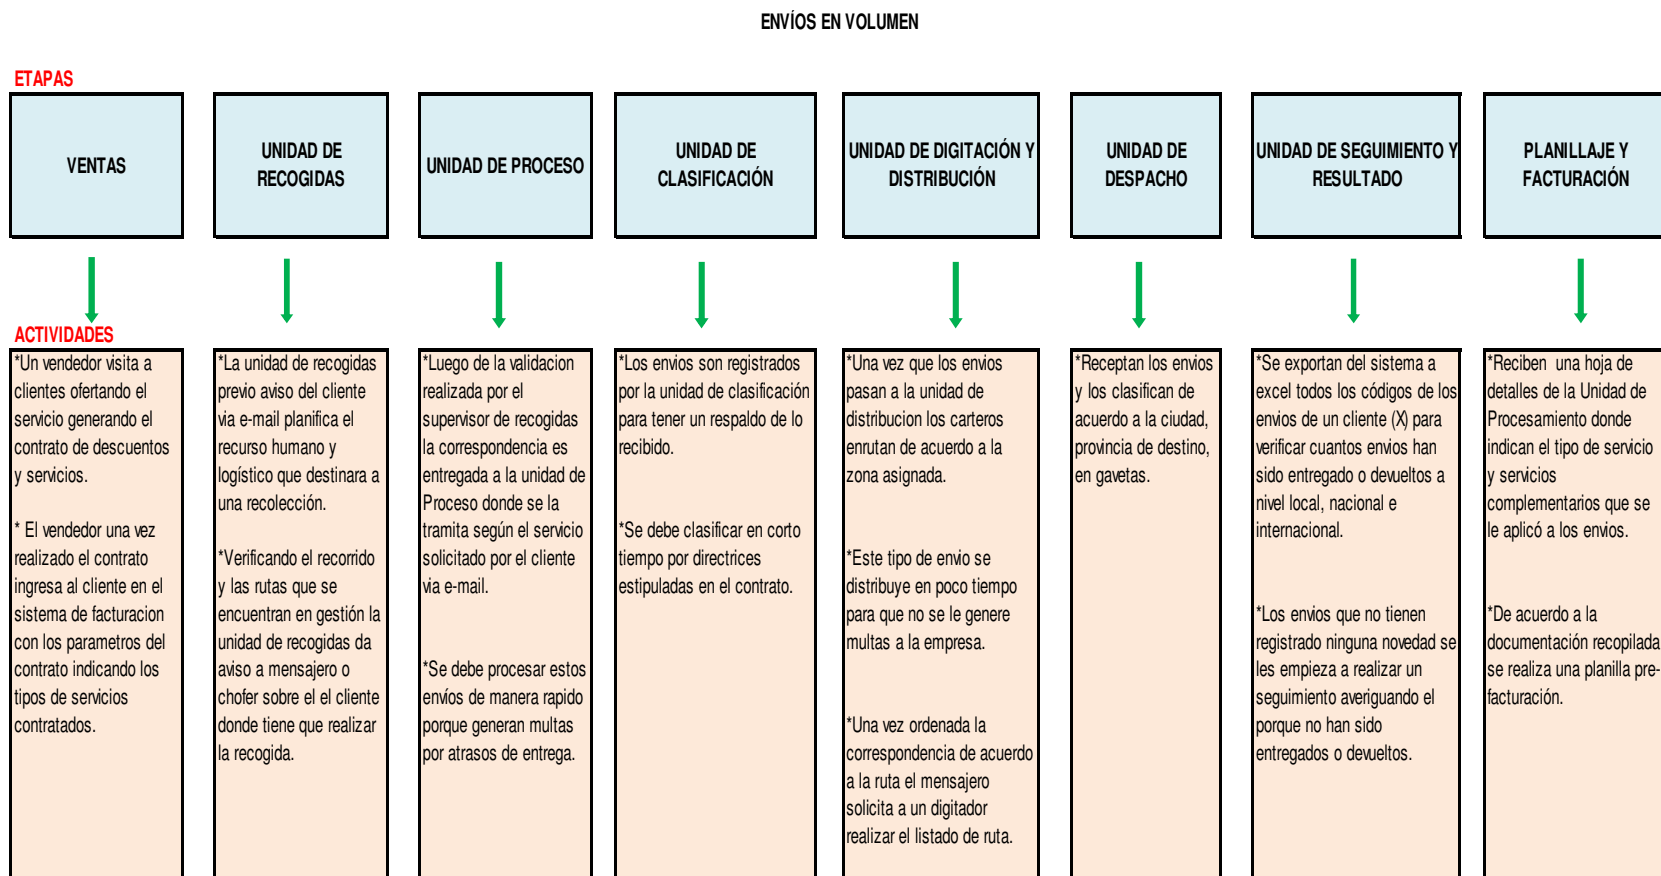 ENVÍOS EN VOLUMEN
ETAPAS
VENTAS
UNIDAD DE
RECOGIDAS
UNIDAD DE PROCESO
UNIDAD DE
CLASIFICACIÓN
UNIDAD DE DIGITACIÓN Y
DISTRIBUCIÓN
UNIDAD DE
DESPACHO
UNIDAD DE SEGUIMIENTO Y
RESULTADO
PLANILLAJE Y
FACTURACIÓN
ACTIVIDADES
*Un vendedor visita a
clientes ofertando el
servicio generando el
contrato de descuentos
y servicios.
* El vendedor una vez
realizado el contrato
ingresa al cliente en el
sistema de facturacion
con los parametros del
contrato indicando los
tipos de servicios
contratados.
*La unidad de recogidas
previo aviso del cliente
via e-mail planifica el
recurso humano y
logístico que destinara a
una recolección.
*Verificando el recorrido
y las rutas que se
encuentran en gestión la
unidad de recogidas da
aviso a mensajero o
chofer sobre el el cliente
donde tiene que realizar
la recogida.
*Luego de la validacion
realizada por el
supervisor de recogidas
la correspondencia es
entregada a la unidad de
Proceso donde se la
tramita según el servicio
solicitado por el cliente
via e-mail.
*Se debe procesar estos
envíos de manera rapido
porque generan multas
por atrasos de entrega.
*Los envios son registrados
por la unidad de clasificación
para tener un respaldo de lo
recibido.
*Se debe clasificar en corto
tiempo por directrices
estipuladas en el contrato.
*Una vez que los envios
pasan a la unidad de
distribucion los carteros
enrutan de acuerdo a la
zona asignada.
*Este tipo de envio se
distribuye en poco tiempo
para que no se le genere
multas a la empresa.
*Una vez ordenada la
correspondencia de acuerdo
a la ruta el mensajero
solicita a un digitador
realizar el listado de ruta.
*Receptan los envios
y los clasifican de
acuerdo a la ciudad,
provincia de destino,
en gavetas.
*Se exportan del sistema a
excel todos los códigos de los
envios de un cliente (X) para
verificar cuantos envios han
sido entregado o devueltos a
nivel local, nacional e
internacional.
*Los envios que no tienen
registrado ninguna novedad se
les empieza a realizar un
seguimiento averiguando el
porque no han sido
entregados o devueltos.
*Reciben una hoja de
detalles de la Unidad de
Procesamiento donde
indican el tipo de servicio
y servicios
complementarios que se
le aplicó a los envios.
*De acuerdo a la
documentación recopilada
se realiza una planilla pre-
facturación.